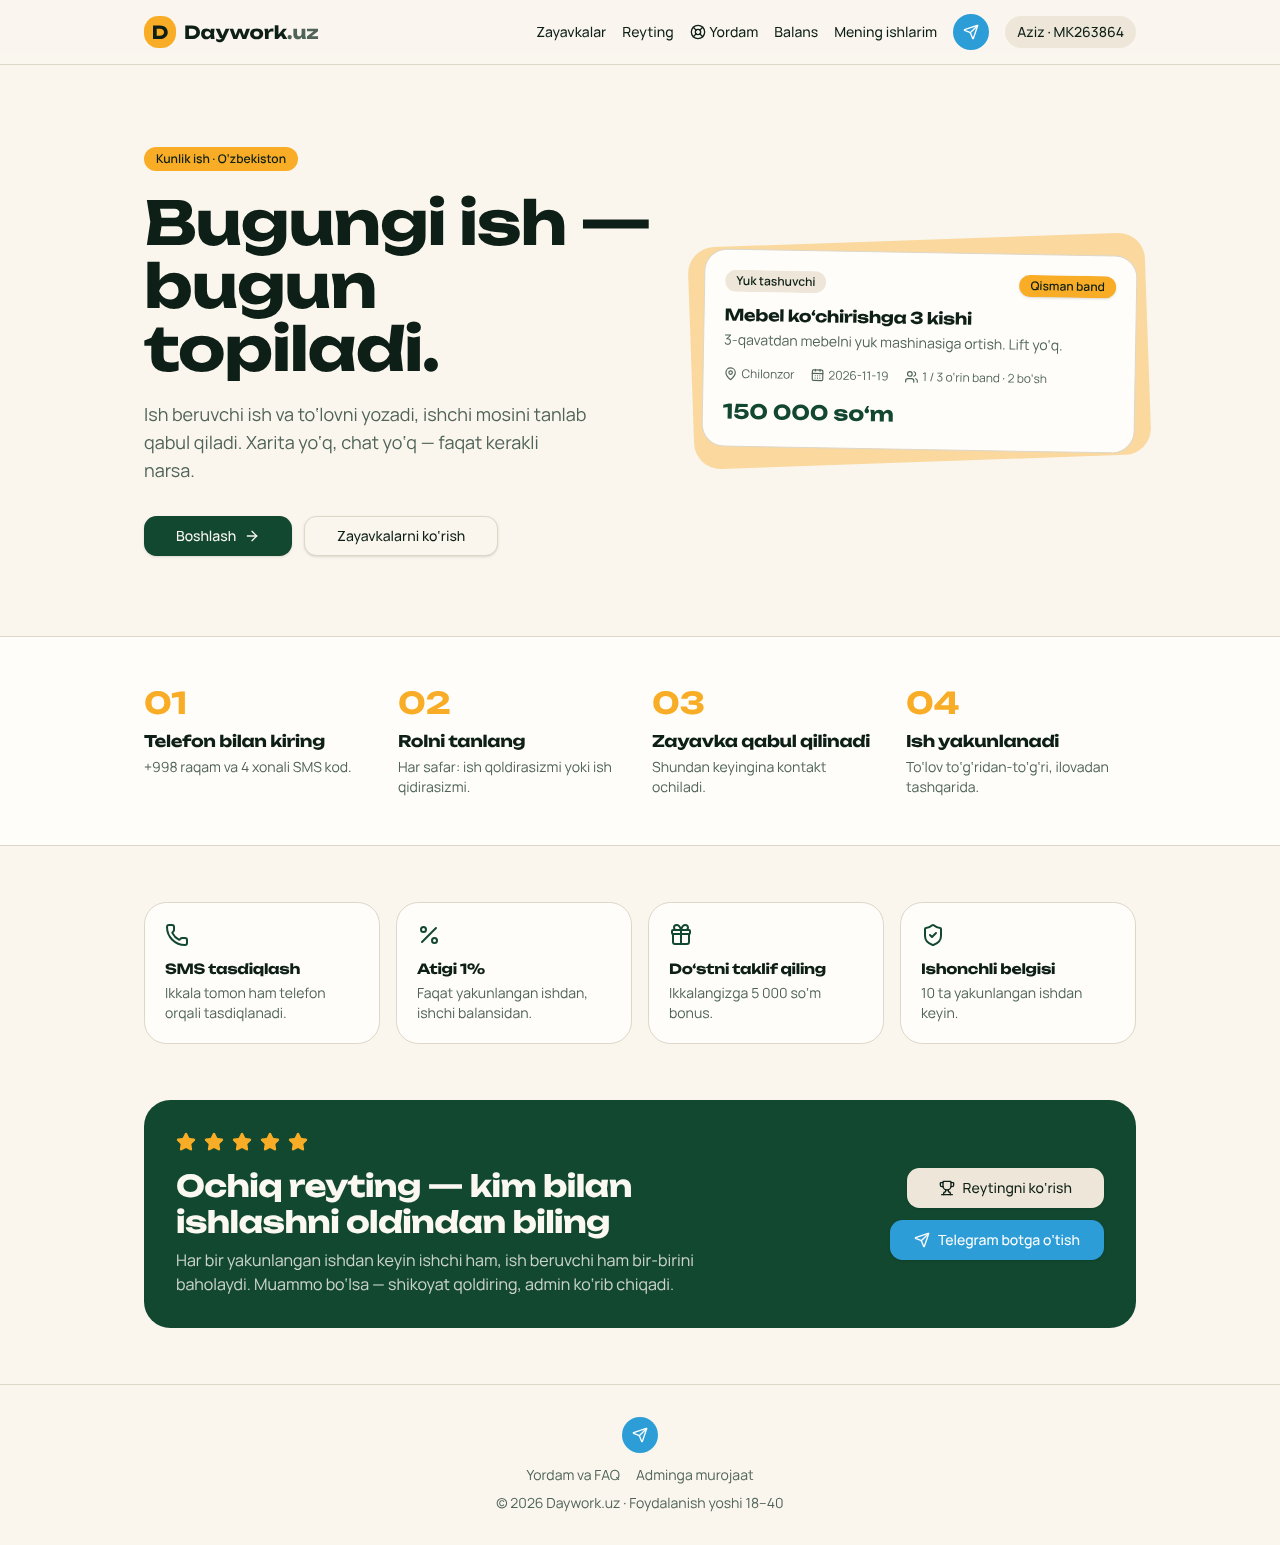 D Daywork.uz
Zayavkalar Reyting Yordam Balans Mening ishlarim Aziz · MK263864
Kunlik ish · O‘zbekiston
Bugungi ish —
bugun
topiladi.
Ish beruvchi ish va to‘lovni yozadi, ishchi mosini tanlab
qabul qiladi. Xarita yo‘q, chat yo‘q — faqat kerakli
narsa.
Boshlash Zayavkalarni ko‘rish
Yuk tashuvchi Qisman band
Mebel ko‘chirishga 3 kishi
3-qavatdan mebelni yuk mashinasiga ortish. Lift yo‘q.
Chilonzor 2026-11-19 1 / 3 o‘rin band · 2 bo‘sh
150 000 so‘m
01
Telefon bilan kiring
+998 raqam va 4 xonali SMS kod.
02
Rolni tanlang
Har safar: ish qoldirasizmi yoki ish
qidirasizmi.
03
Zayavka qabul qilinadi
Shundan keyingina kontakt
ochiladi.
04
Ish yakunlanadi
To‘lov to‘g‘ridan-to‘g‘ri, ilovadan
tashqarida.
SMS tasdiqlash
Ikkala tomon ham telefon
orqali tasdiqlanadi.
Atigi 1%
Faqat yakunlangan ishdan,
ishchi balansidan.
Do‘stni taklif qiling
Ikkalangizga 5 000 so‘m
bonus.
Ishonchli belgisi
10 ta yakunlangan ishdan
keyin.
Ochiq reyting — kim bilan
ishlashni oldindan biling
Har bir yakunlangan ishdan keyin ishchi ham, ish beruvchi ham bir-birini
baholaydi. Muammo bo‘lsa — shikoyat qoldiring, admin ko‘rib chiqadi.
Reytingni ko‘rish
Telegram botga o‘tish
Yordam va FAQ Adminga murojaat
© 2026 Daywork.uz · Foydalanish yoshi 18–40